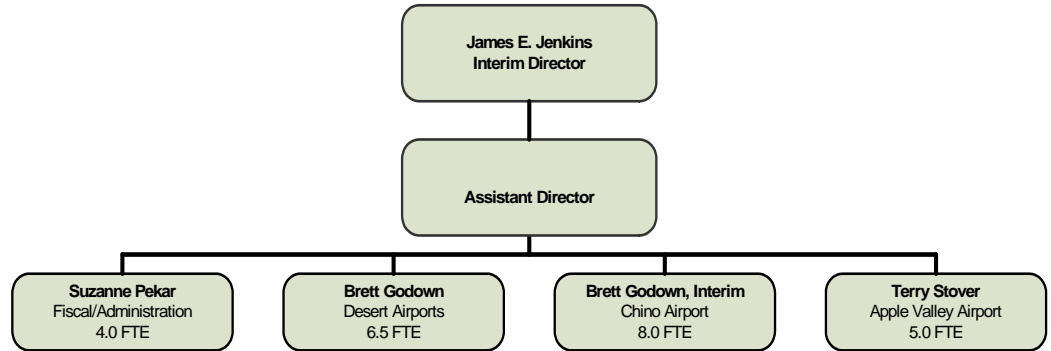 James E. Jenkins
Interim Director
Assistant Director
Suzanne Pekar
Fiscal/Administration
4.0 FTE
Brett Godown
Desert Airports
6.5 FTE
Brett Godown, Interim
Chino Airport
8.0 FTE
Terry Stover
Apple Valley Airport
5.0 FTE